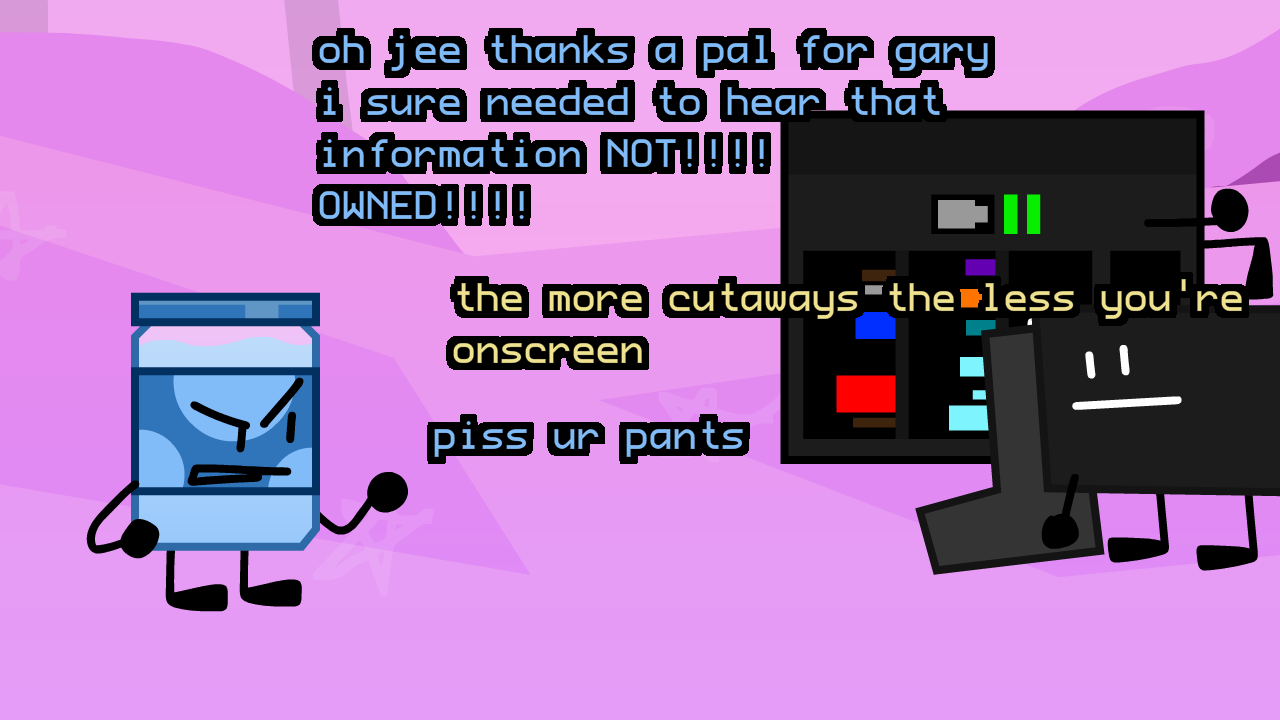 oh jee thanks a pal for gary
i sure needed to hear that
information NOT!!!!
OWNED!!!!
the more cutaways the less you're
onscreen
piss ur pants